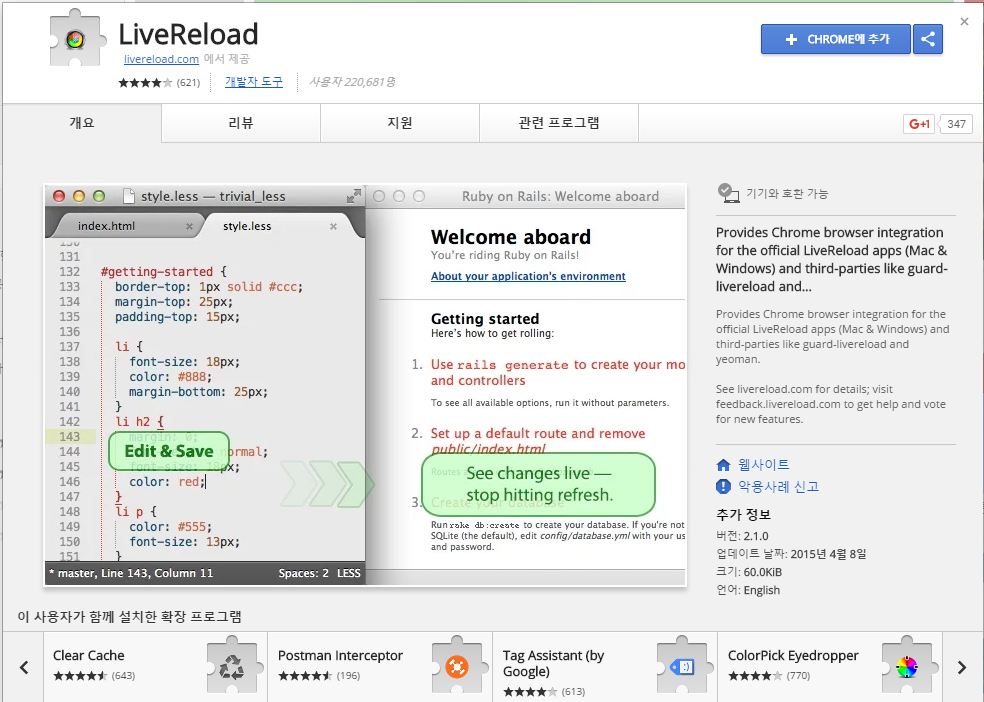 LiveReload
livereload.com 에서 제공
(621)
개발자 도구
사용자 220,681명
CHROME에 추가
개요
리뷰
지원
관련 프로그램
G+1
347
style.less — trivial_less
index.html
style.less
131
132 #getting-started {
133 border-top: 1px solid #ccc;
134 margin-top: 25px;
135 padding-top: 15px;
136
137 li {
138 font-size: 18px;
139 color: #888;
140 margin-bottom: 25px;
141 }
142 li h2 {
143 margin: 0;
144 normal;
145 font-size: 18px;
146 color: red;
147 }
148 li p {
149 color: #555;
150 font-size: 13px;
151 }
Edit & Save
* master, Line 143, Column 11
Spaces: 2 LESS
Ruby on Rails: Welcome aboard
Welcome aboard
You're riding Ruby on Rails!
About your application's environment
Getting started
Here's how to get rolling:
1. Use rails generate to create your mo
and controllers
To see all available options, run it without parameters.
2. Set up a default route and remove
public/index.html
Routes
See changes live —
stop hitting refresh.
3. Create your database
Run rake db:create to create your database. If you're not
SQLite (the default), edit config/database.yml with your us
and password.
기기와 호환 가능
Provides Chrome browser integration
for the official LiveReload apps (Mac &
Windows) and third-parties like guard-
livereload and...
Provides Chrome browser integration for the
official LiveReload apps (Mac & Windows) and
third-parties like guard-livereload and
yeoman.
See livereload.com for details; visit
feedback.livereload.com to get help and vote
for new features.
웹사이트
악용사례 신고
추가 정보
버전: 2.1.0
업데이트 날짜: 2015년 4월 8일
크기: 60.0KiB
언어: English
이 사용자가 함께 설치한 확장 프로그램
Clear Cache
(643)
Postman Interceptor
(196)
Tag Assistant (by
Google)
(613)
ColorPick Eyedropper
(770)